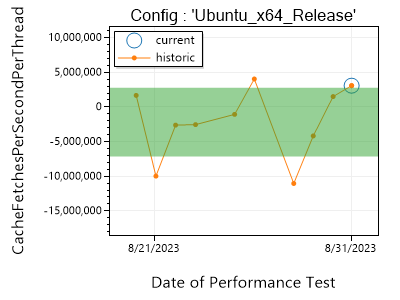 Config : 'Ubuntu_x64_Release'
current
historic
CacheFetchesPerSecondPerThread
10,000,000
5,000,000
0
-5,000,000
-10,000,000
-15,000,000
8/21/2023
8/31/2023
Date of Performance Test